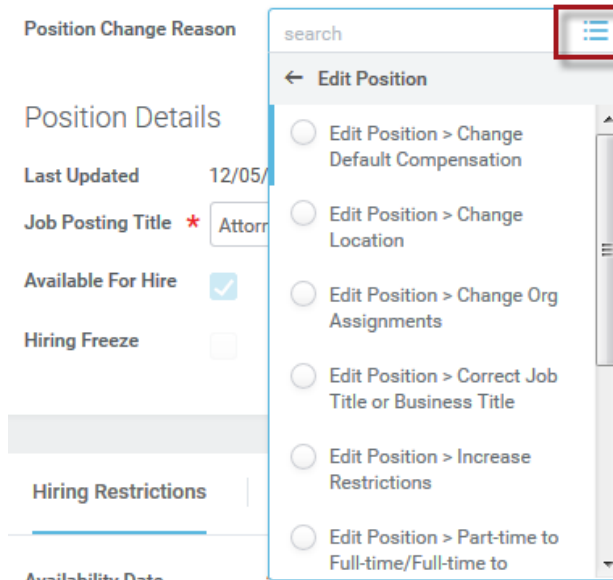 Position Change Reason
search
← Edit Position
Position Details
Edit Position > Change
Default Compensation
Last Updated 12/05/
Job Posting Title * Attorn
Edit Position > Change
Location
Available For Hire
Edit Position > Change Org
Assignments
Hiring Freeze
Edit Position > Correct Job
Title or Business Title
Edit Position > Increase
Restrictions
Hiring Restrictions
Edit Position > Part-time to
Full-time/Full-time to
Availability Date